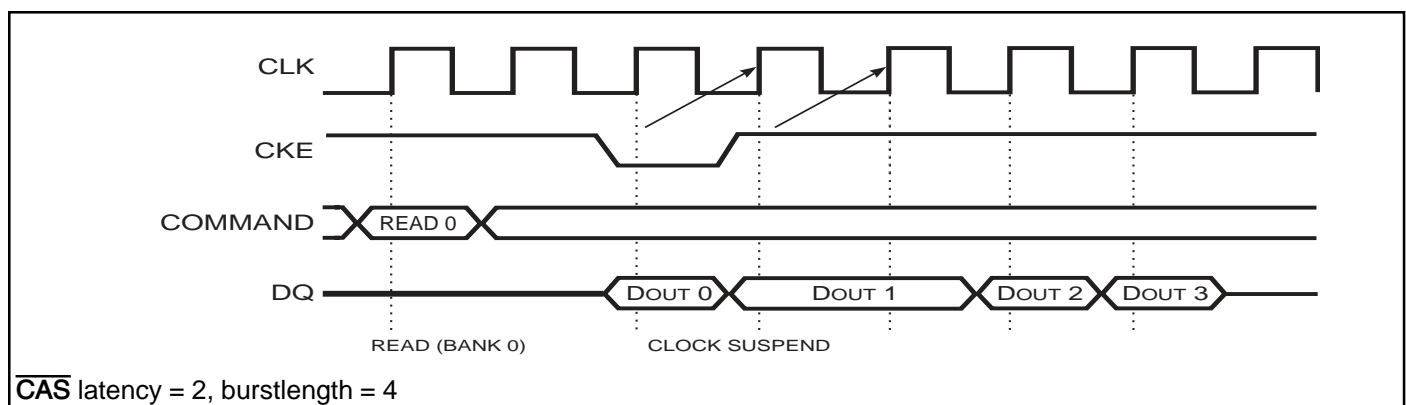 CLK
CKE
COMMAND READ 0
DQ DOUT 0 DOUT 1 DOUT 2 DOUT 3
READ (BANK 0) CLOCK SUSPEND
CAS latency = 2, burstlength = 4